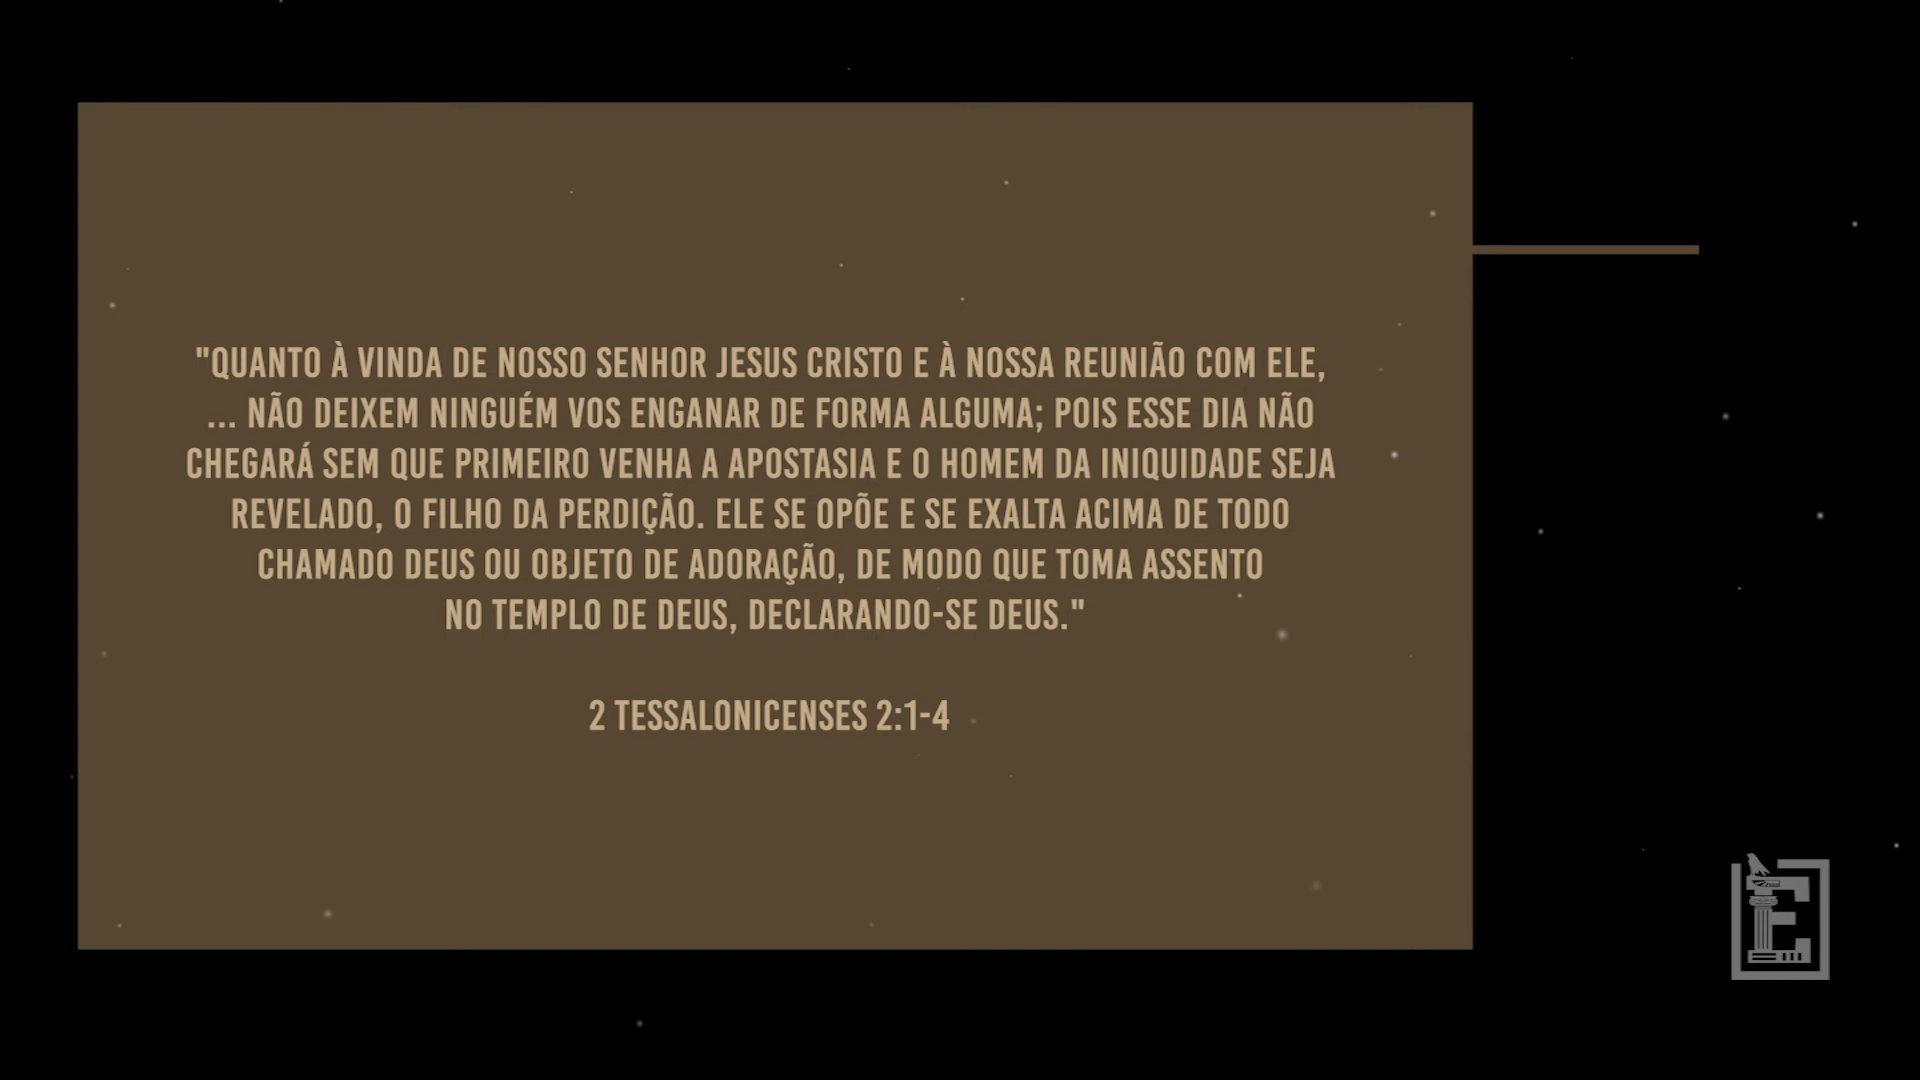 "QUANTO À VINDA DE NOSSO SENHOR JESUS CRISTO E À NOSSA REUNIÃO COM ELE,
... NÃO DEIXEM NINGUÉM VOS ENGANAR DE FORMA ALGUMA; POIS ESSE DIA NÃO
CHEGARÁ SEM QUE PRIMEIRO VENHA A APOSTASIA E O HOMEM DA INIQUIDADE SEJA
REVELADO, O FILHO DA PERDIÇÃO. ELE SE OPÕE E SE EXALTA ACIMA DE TODO
CHAMADO DEUS OU OBJETO DE ADORAÇÃO, DE MODO QUE TOMA ASSENTO
NO TEMPLO DE DEUS, DECLARANDO-SE DEUS."
2 TESSALONICENSES 2:1-4
E